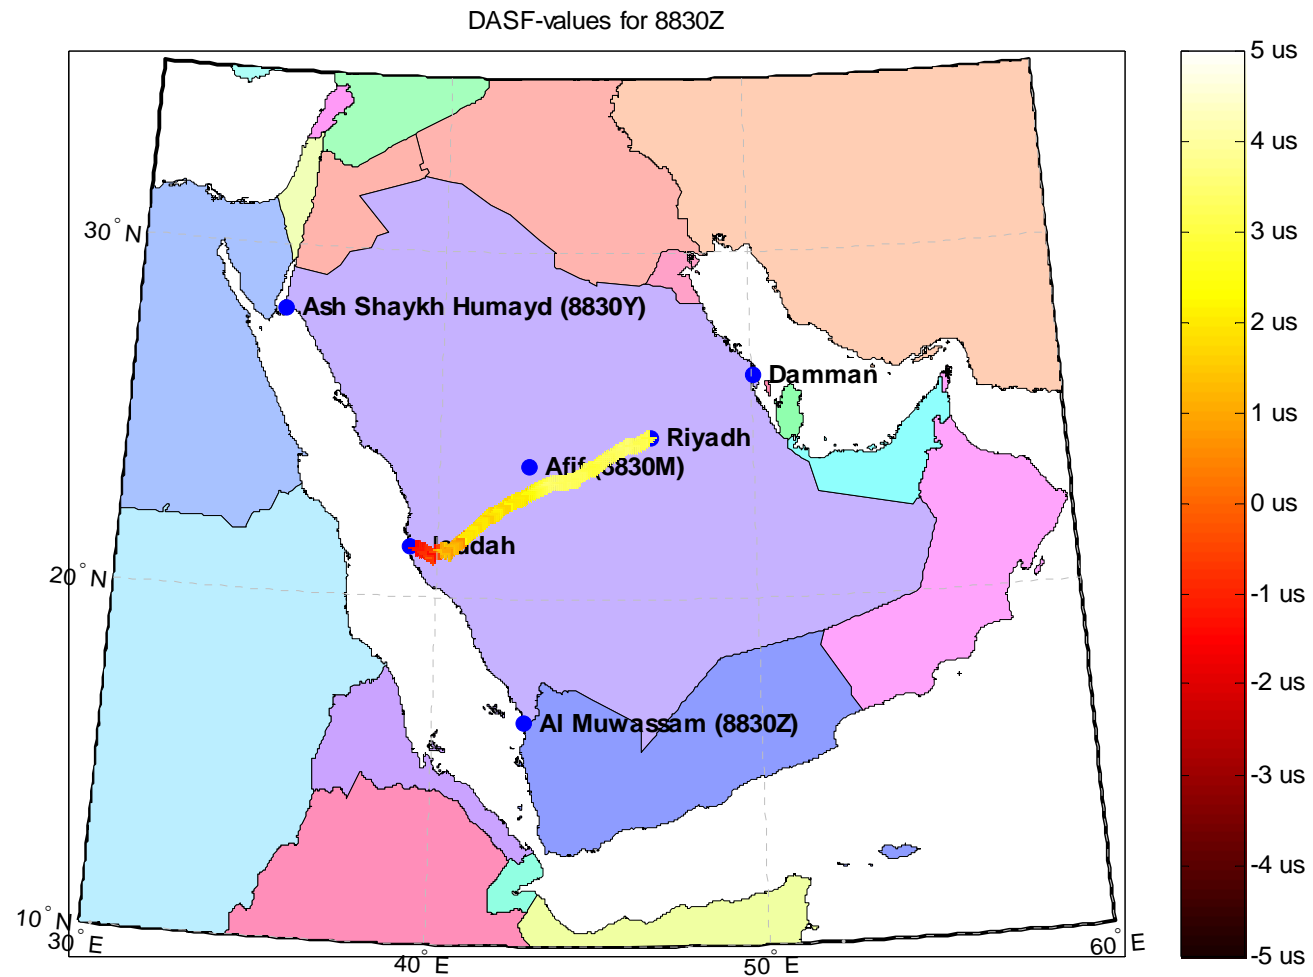 DASF-values for 8830Z
5 us
4 us
3 us
2 us
1 us
0 us
-1 us
-2 us
-3 us
-4 us
-5 us
30° N
20° N
10° N
30° E
40° E
50° E
60° E
Ash Shaykh Humayd (8830Y)
Damman
Riyadh
Afif (8830M)
Jeddah
Al Muwassam (8830Z)